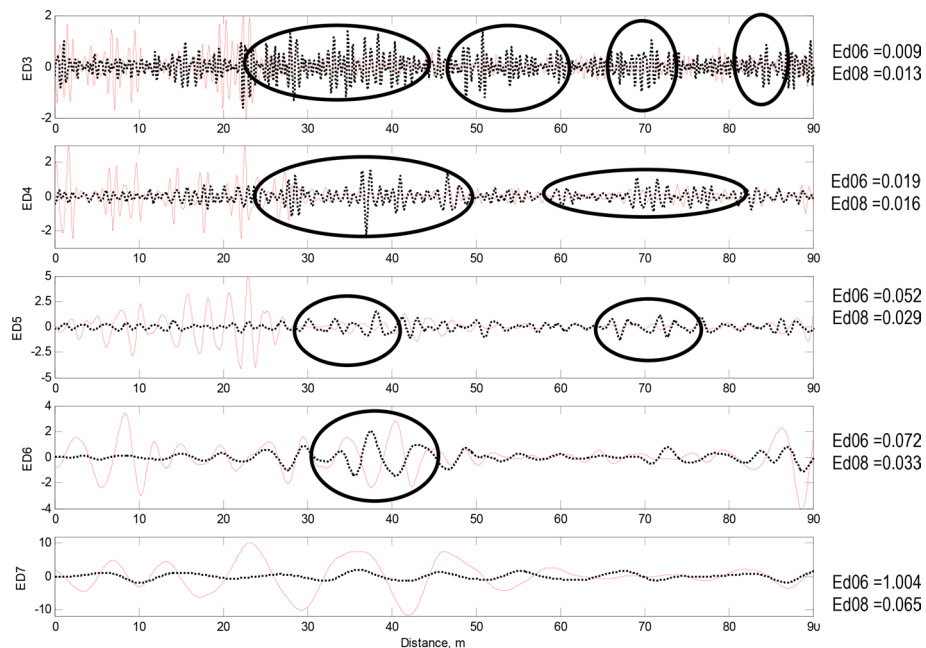 2
0
-2
ED3
0 10 20 30 40 50 60 70 80 90
Ed06 =0.009
Ed08 =0.013
2
0
-2
ED4
0 10 20 30 40 50 60 70 80 90
Ed06 =0.019
Ed08 =0.016
5
2.5
0
-2.5
-5
ED5
0 10 20 30 40 50 60 70 80 90
Ed06 =0.052
Ed08 =0.029
4
2
0
-2
-4
ED6
0 10 20 30 40 50 60 70 80 90
Ed06 =0.072
Ed08 =0.033
10
0
-10
ED7
0 10 20 30 40 50 60 70 80 90
Ed06 =1.004
Ed08 =0.065
Distance, m